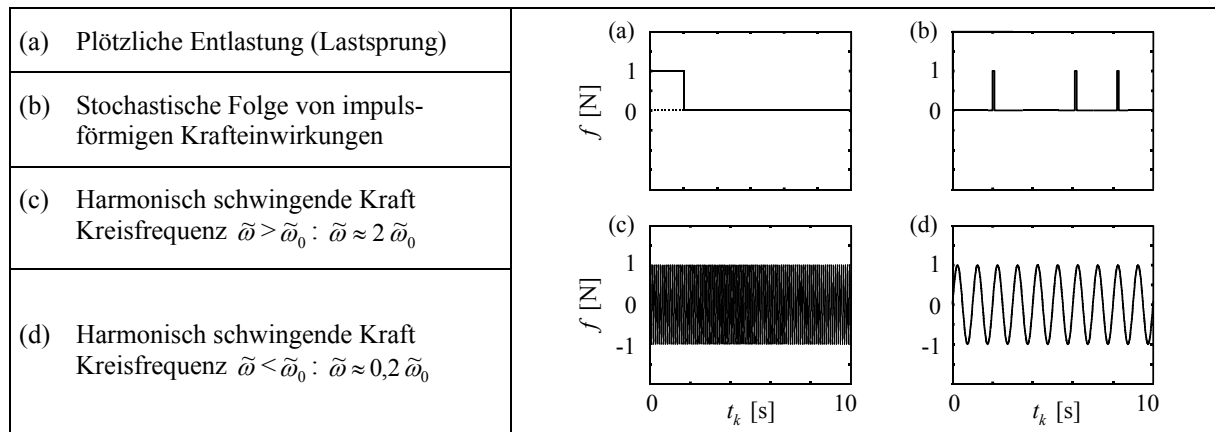 (a) Plötzliche Entlastung (Lastsprung)
(b) Stochastische Folge von impuls-
förmigen Krafteinwirkungen
(c) Harmonisch schwingende Kraft
Kreisfrequenz ω̃ > ω̃₀ : ω̃ ≈ 2 ω̃₀
(d) Harmonisch schwingende Kraft
Kreisfrequenz ω̃ < ω̃₀ : ω̃ ≈ 0,2 ω̃₀
(a) (b)
1 1
0 0
f [N]
(c) (d)
1 1
0 0
-1 -1
f [N]
0 10 0 10
t_k [s] t_k [s]